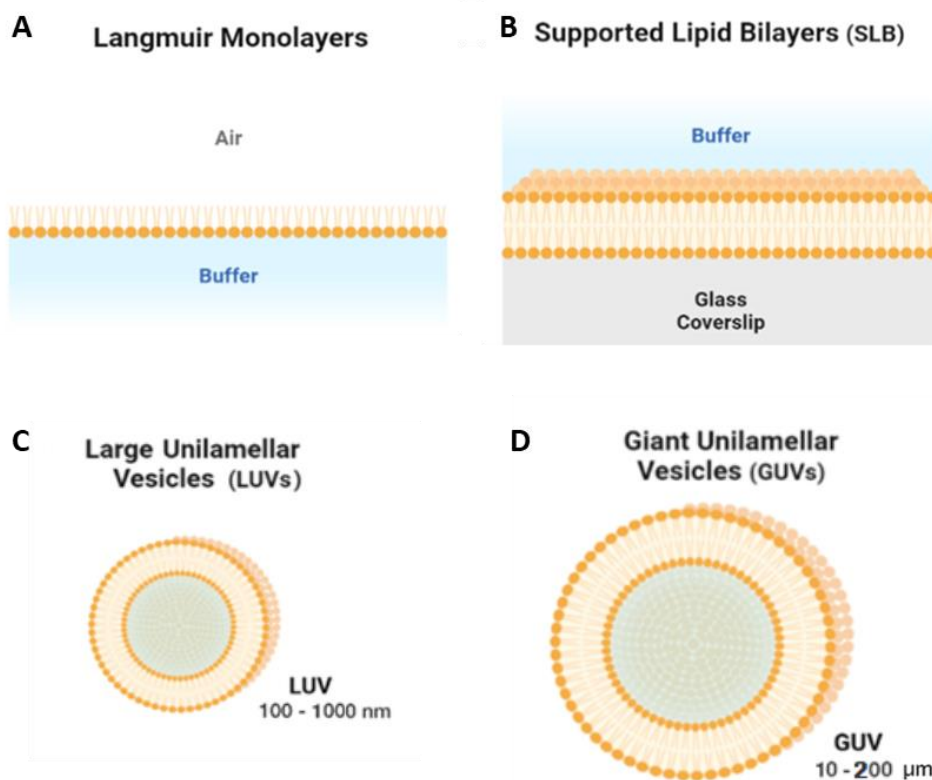 A
Langmuir Monolayers
Air
Buffer
B
Supported Lipid Bilayers (SLB)
Buffer
Glass
Coverslip
C
Large Unilamellar
Vesicles (LUVs)
LUV
100 - 1000 nm
D
Giant Unilamellar
Vesicles (GUVs)
GUV
10 - 200 μm